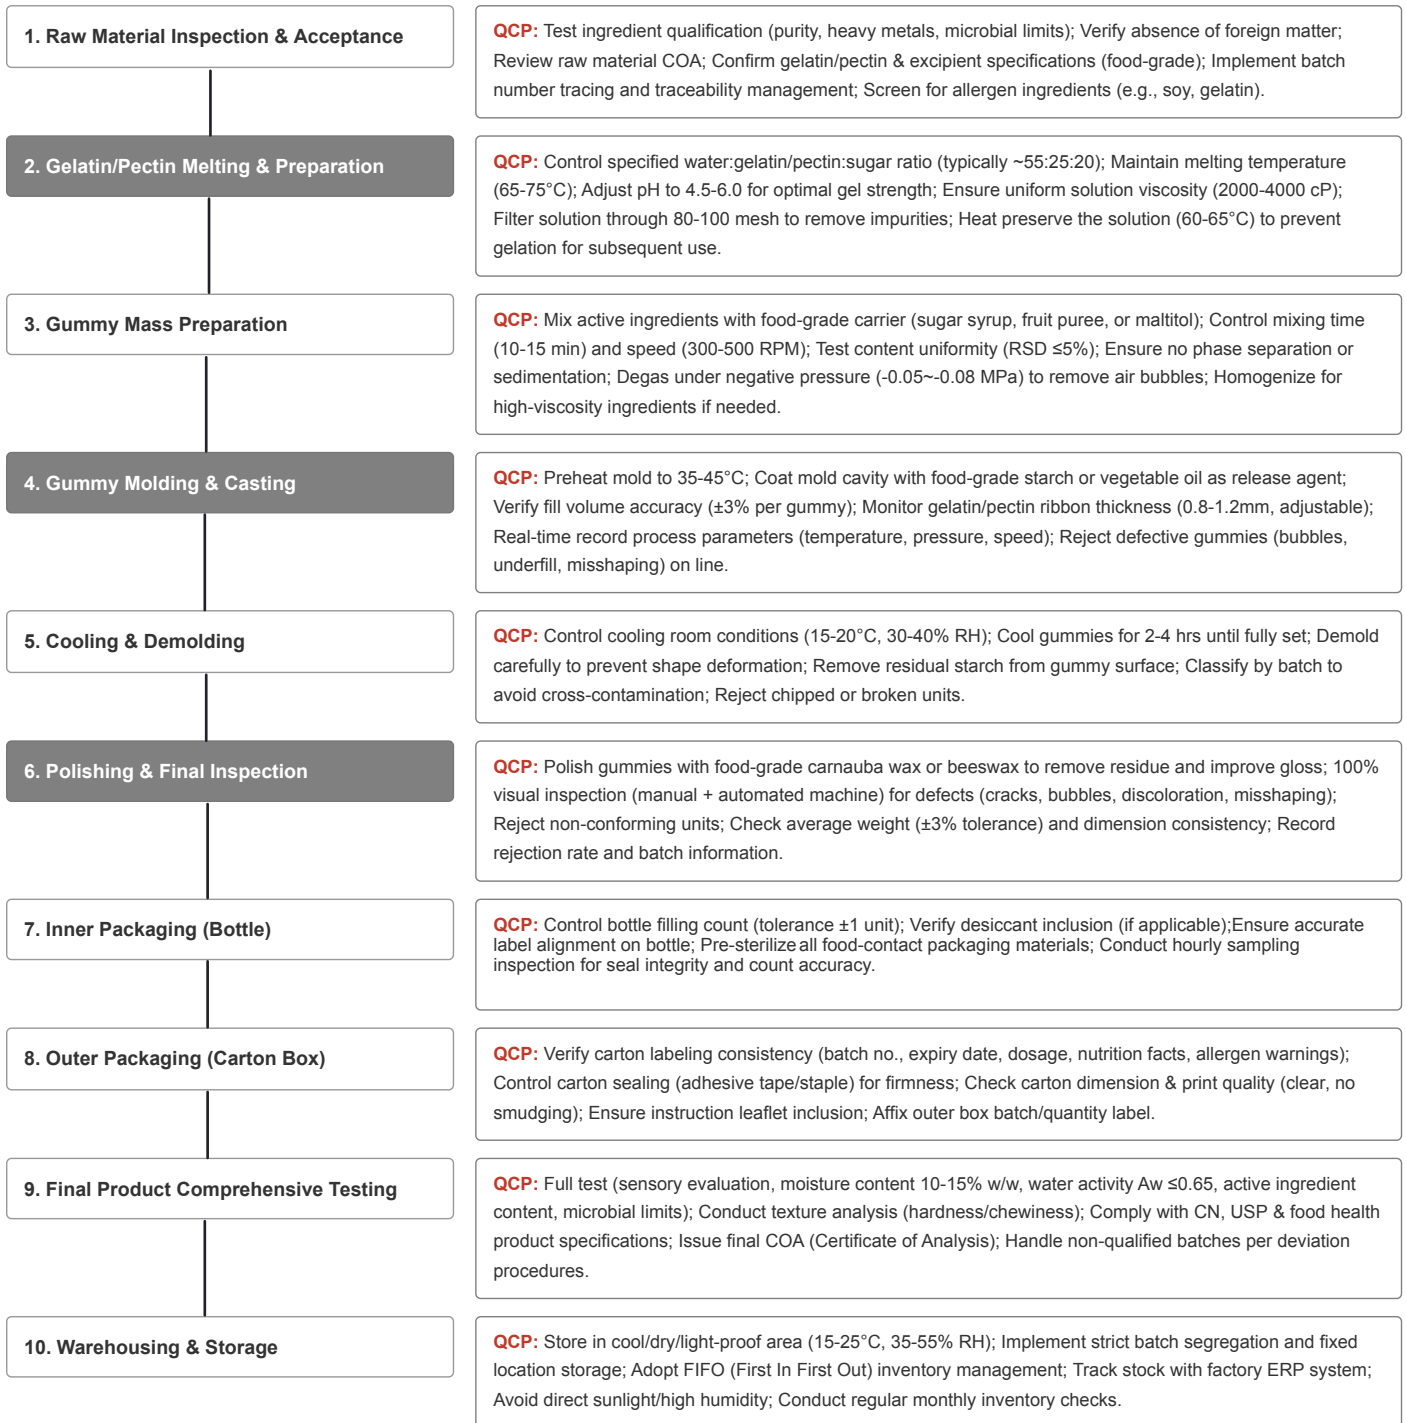 1. Raw Material Inspection & Acceptance
QCP: Test ingredient qualification (purity, heavy metals, microbial limits); Verify absence of foreign matter;
Review raw material COA; Confirm gelatin/pectin & excipient specifications (food-grade); Implement batch
number tracing and traceability management; Screen for allergen ingredients (e.g., soy, gelatin).
2. Gelatin/Pectin Melting & Preparation
QCP: Control specified water:gelatin/pectin:sugar ratio (typically ~55:25:20); Maintain melting temperature
(65-75°C); Adjust pH to 4.5-6.0 for optimal gel strength; Ensure uniform solution viscosity (2000-4000 cP);
Filter solution through 80-100 mesh to remove impurities; Heat preserve the solution (60-65°C) to prevent
gelation for subsequent use.
3. Gummy Mass Preparation
QCP: Mix active ingredients with food-grade carrier (sugar syrup, fruit puree, or maltitol); Control mixing time
(10-15 min) and speed (300-500 RPM); Test content uniformity (RSD ≤5%); Ensure no phase separation or
sedimentation; Degas under negative pressure (-0.05~-0.08 MPa) to remove air bubbles; Homogenize for
high-viscosity ingredients if needed.
4. Gummy Molding & Casting
QCP: Preheat mold to 35-45°C; Coat mold cavity with food-grade starch or vegetable oil as release agent;
Verify fill volume accuracy (±3% per gummy); Monitor gelatin/pectin ribbon thickness (0.8-1.2mm, adjustable);
Real-time record process parameters (temperature, pressure, speed); Reject defective gummies (bubbles,
underfill, misshaping) on line.
5. Cooling & Demolding
QCP: Control cooling room conditions (15-20°C, 30-40% RH); Cool gummies for 2-4 hrs until fully set; Demold
carefully to prevent shape deformation; Remove residual starch from gummy surface; Classify by batch to
avoid cross-contamination; Reject chipped or broken units.
6. Polishing & Final Inspection
QCP: Polish gummies with food-grade carnauba wax or beeswax to remove residue and improve gloss; 100%
visual inspection (manual + automated machine) for defects (cracks, bubbles, discoloration, misshaping);
Reject non-conforming units; Check average weight (±3% tolerance) and dimension consistency; Record
rejection rate and batch information.
7. Inner Packaging (Bottle)
QCP: Control bottle filling count (tolerance ±1 unit); Verify desiccant inclusion (if applicable);Ensure accurate
label alignment on bottle; Pre-sterilize all food-contact packaging materials; Conduct hourly sampling
inspection for seal integrity and count accuracy.
8. Outer Packaging (Carton Box)
QCP: Verify carton labeling consistency (batch no., expiry date, dosage, nutrition facts, allergen warnings);
Control carton sealing (adhesive tape/staple) for firmness; Check carton dimension & print quality (clear, no
smudging); Ensure instruction leaflet inclusion; Affix outer box batch/quantity label.
9. Final Product Comprehensive Testing
QCP: Full test (sensory evaluation, moisture content 10-15% w/w, water activity Aw ≤0.65, active ingredient
content, microbial limits); Conduct texture analysis (hardness/chewiness); Comply with CN, USP & food health
product specifications; Issue final COA (Certificate of Analysis); Handle non-qualified batches per deviation
procedures.
10. Warehousing & Storage
QCP: Store in cool/dry/light-proof area (15-25°C, 35-55% RH); Implement strict batch segregation and fixed
location storage; Adopt FIFO (First In First Out) inventory management; Track stock with factory ERP system;
Avoid direct sunlight/high humidity; Conduct regular monthly inventory checks.